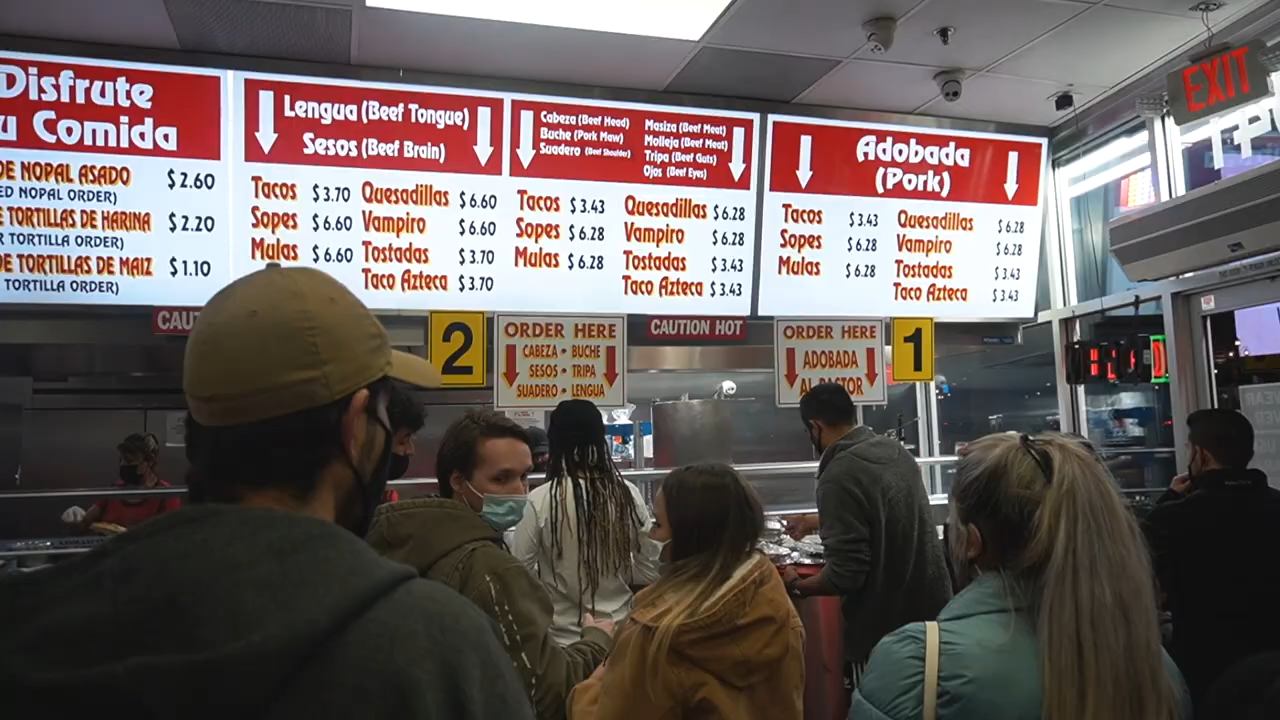 Disfrute
u Comida
DE NOPAL ASADO $2.60
ED NOPAL ORDER)
E TORTILLAS DE HARINA $2.20
R TORTILLA ORDER)
DE TORTILLAS DE MAIZ $1.10
TORTILLA ORDER)
Lengua (Beef Tongue)
Sesos (Beef Brain)
Tacos $3.70 Quesadillas $6.60
Sopes $6.60 Vampiro $6.60
Mulas $6.60 Tostadas $3.70
Taco Azteca $3.70
Cabeza (Beef Head)
Buche (Pork Maw)
Suadero (Beef Shoulder)
Masiza (Beef Meat)
Molleja (Beef Meat)
Tripa (Beef Guts)
Ojos (Beef Eyes)
Tacos $3.43 Quesadillas $6.28
Sopes $6.28 Vampiro $6.28
Mulas $6.28 Tostadas $3.43
Taco Azteca $3.43
Adobada
(Pork)
Tacos $3.43 Quesadillas $6.28
Sopes $6.28 Vampiro $6.28
Mulas $6.28 Tostadas $3.43
Taco Azteca $3.43
EXIT
CAUT
2
ORDER HERE
CABEZA • BUCHE
SESOS • TRIPA
SUADERO • LENGUA
CAUTION HOT
ORDER HERE
ADOBADA
AL PASTOR
1